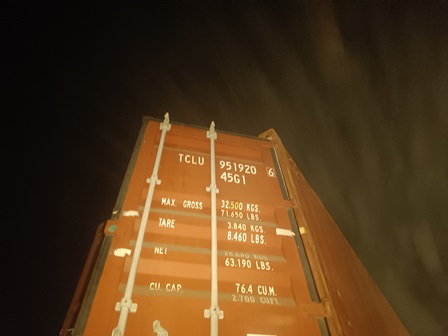 TCLU 951920 6
45G1
MAX. GROSS 32.500 KGS.
71.650 LBS.
TARE 3.840 KGS.
8.460 LBS.
NET KGS.
63.190 LBS.
CU. CAP. 76.4 CU.M.
2.700 CU.FT.